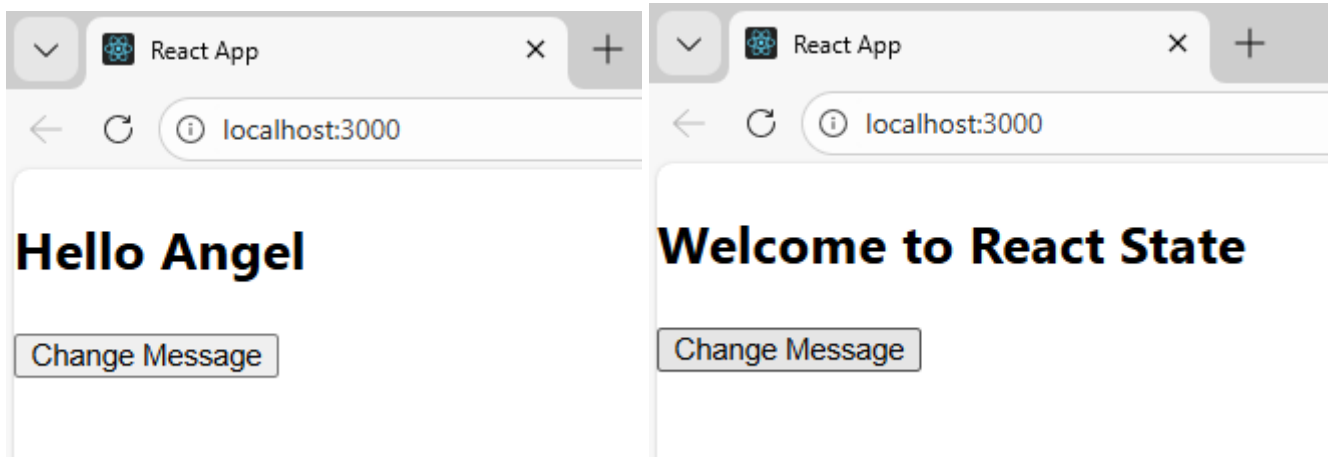 React App
localhost:3000
Hello Angel
Change Message
React App
localhost:3000
Welcome to React State
Change Message